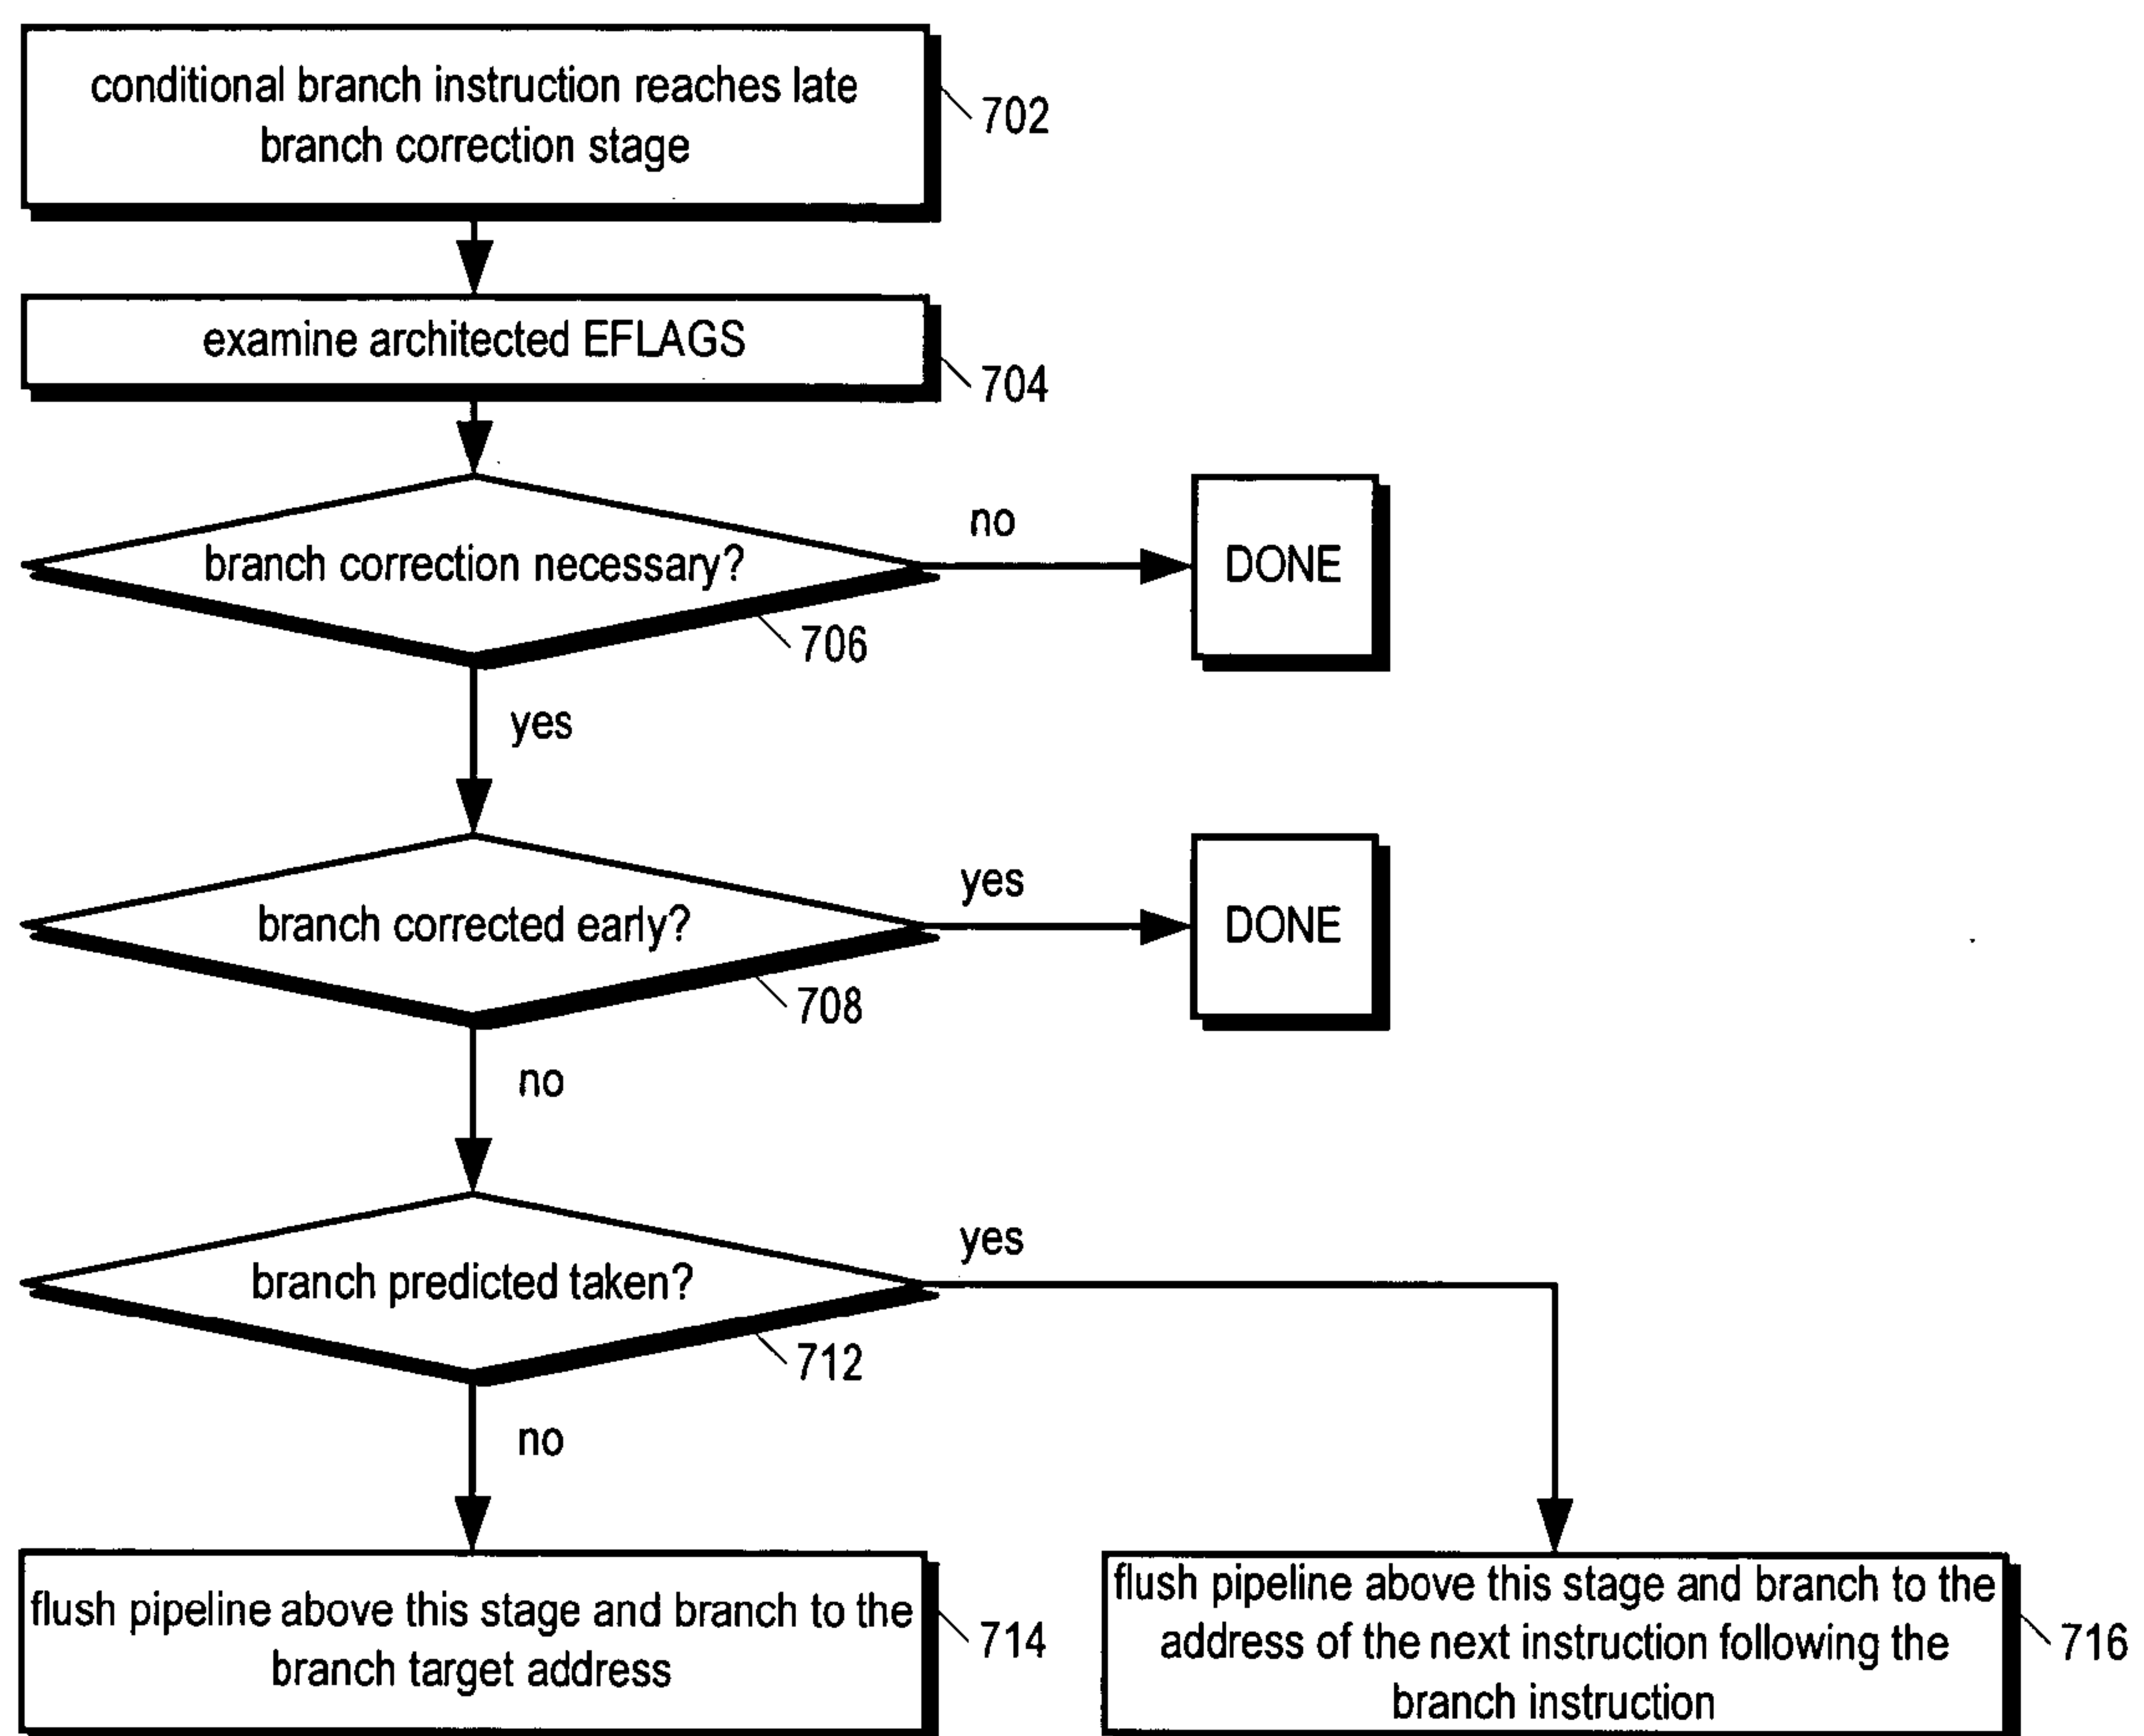 conditional branch instruction reaches late
branch correction stage
702
examine architected EFLAGS
704
branch correction necessary?
706
no
DONE
yes
branch corrected early?
708
yes
DONE
no
branch predicted taken?
712
yes
no
flush pipeline above this stage and branch to the
branch target address
714
flush pipeline above this stage and branch to the
address of the next instruction following the
branch instruction
716